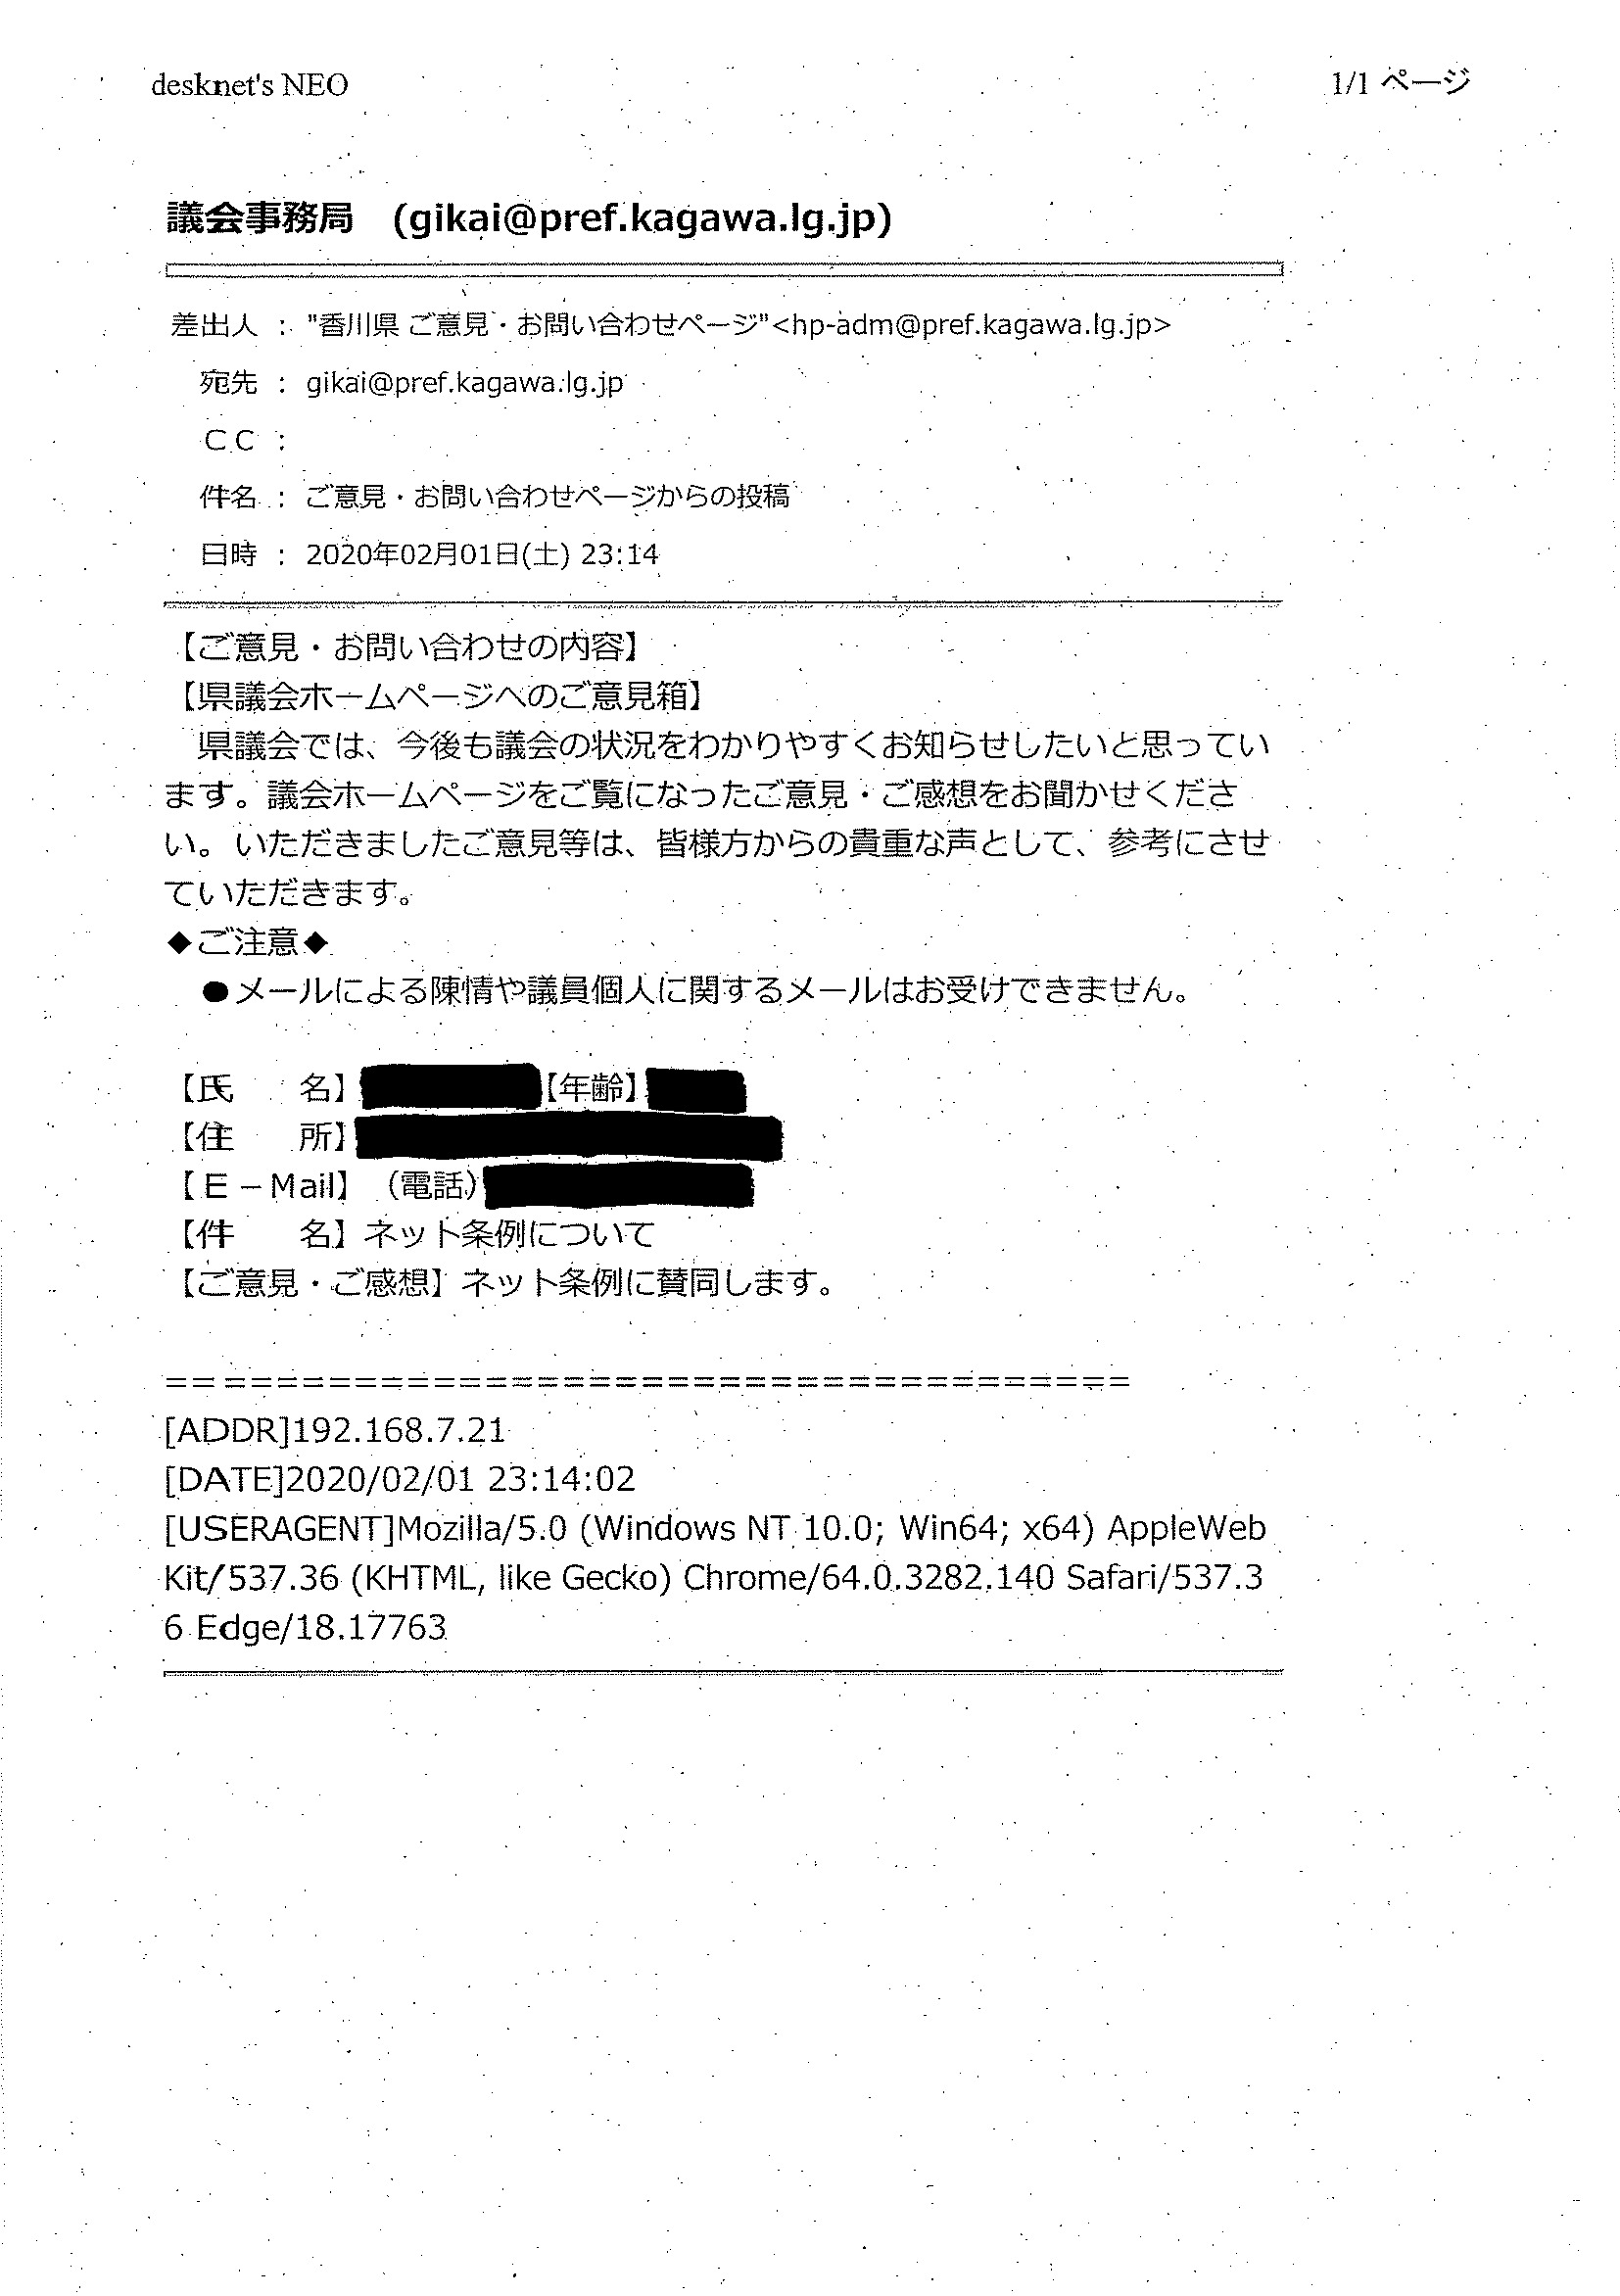 desknet's NEO
1/1 ページ
議会事務局 (gikai@pref.kagawa.lg.jp)
差出人 : "香川県 ご意見・お問い合わせページ"<hp-adm@pref.kagawa.lg.jp>
宛先 : gikai@pref.kagawa.lg.jp
ＣＣ :
件名 : ご意見・お問い合わせページからの投稿
日時 : 2020年02月01日(土) 23:14
【ご意見・お問い合わせの内容】
【県議会ホームページへのご意見箱】
県議会では、今後も議会の状況をわかりやすくお知らせしたいと思ってい
ます。議会ホームページをご覧になったご意見・ご感想をお聞かせくださ
い。いただきましたご意見等は、皆様方からの貴重な声として、参考にさせ
ていただきます。
◆ご注意◆
●メールによる陳情や議員個人に関するメールはお受けできません。
【氏　　名】【年齢】
【住　　所】
【Ｅ－Mail】（電話）
【件　　名】ネット条例について
【ご意見・ご感想】ネット条例に賛同します。
=====================================
[ADDR]192.168.7.21
[DATE]2020/02/01 23:14:02
[USERAGENT]Mozilla/5.0 (Windows NT 10.0; Win64; x64) AppleWeb
Kit/537.36 (KHTML, like Gecko) Chrome/64.0.3282.140 Safari/537.3
6 Edge/18.17763